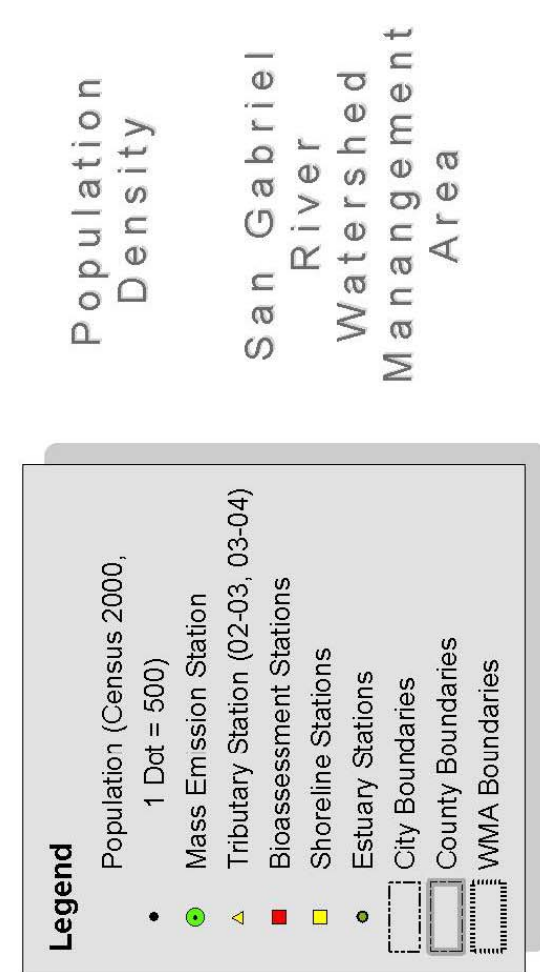 Population
Density
San Gabriel
River
Watershed
Manangement
Area
Legend
Population (Census 2000,
1 Dot = 500)
Mass Emission Station
Tributary Station (02-03, 03-04)
Bioassessment Stations
Shoreline Stations
Estuary Stations
City Boundaries
County Boundaries
WMA Boundaries